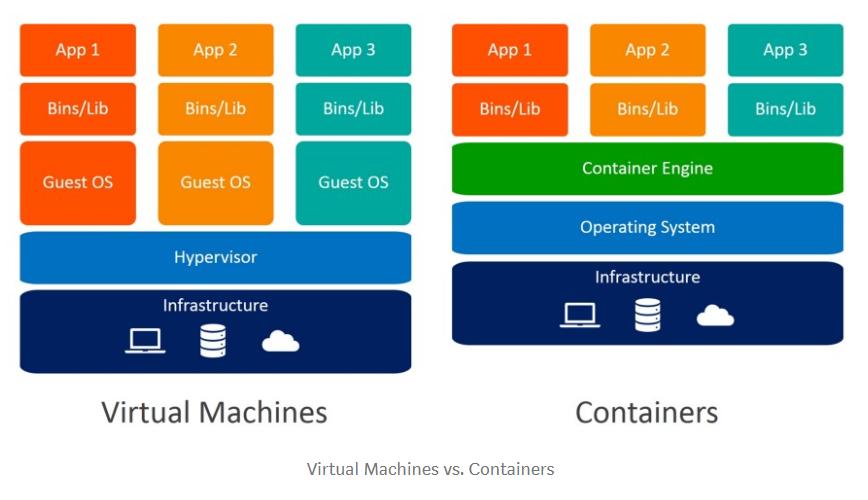 App 1
App 2
App 3
Bins/Lib
Bins/Lib
Bins/Lib
Guest OS
Guest OS
Guest OS
Hypervisor
Infrastructure
Virtual Machines
App 1
App 2
App 3
Bins/Lib
Bins/Lib
Bins/Lib
Container Engine
Operating System
Infrastructure
Containers
Virtual Machines vs. Containers